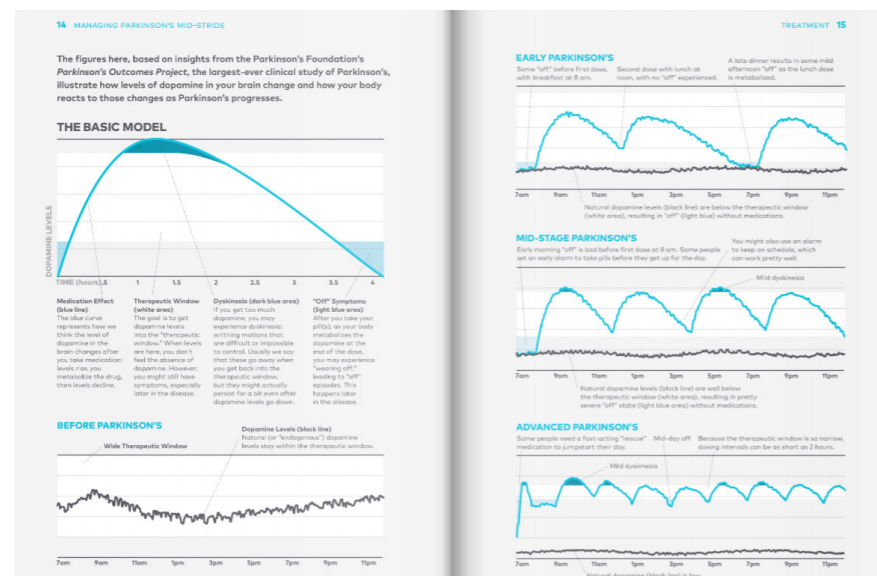 14 MANAGING PARKINSON'S MID-STRIDE
The figures here, based on insights from the Parkinson's Foundation's
Parkinson's Outcomes Project, the largest-ever clinical study of Parkinson's,
illustrate how levels of dopamine in your brain change and how your body
reacts to those changes as Parkinson's progresses.
THE BASIC MODEL
DOPAMINE LEVELS
TIME (hours) .5 1 1.5 2 2.5 3 3.5 4
Medication Effect
(blue line)
The blue curve
represents how we
think the level of
dopamine in the
brain changes after
you take medication:
levels rise, you
metabolize the drug,
then levels decline.
Therapeutic Window
(white area)
The goal is to get
dopamine levels
into the "therapeutic
window." When levels
are here, you don't
feel the absence of
dopamine. However,
you might still have
symptoms, especially
later in the disease.
Dyskinesia (dark blue area)
If you get too much
dopamine, you may
experience dyskinesia:
writhing motions that
are difficult or impossible
to control. Usually we say
that these go away when
you get back into the
therapeutic window,
but they might actually
persist for a bit even after
dopamine levels go down.
"Off" Symptoms
(light blue area)
After you take your
pill(s), as your body
metabolizes the
dopamine at the
end of the dose,
you may experience
"wearing off,"
leading to "off"
episodes. This
happens later
in the disease.
BEFORE PARKINSON'S
Wide Therapeutic Window
Dopamine Levels (black line)
Natural (or "endogenous") dopamine
levels stay within the therapeutic window.
7am 9am 11am 1pm 3pm 5pm 7pm 9pm 11pm
TREATMENT 15
EARLY PARKINSON'S
Some "off" before first dose,
with breakfast at 8 am.
Second dose with lunch at
noon, with no "off" experienced.
A late dinner results in some mild
afternoon "off" as the lunch dose
is metabolized.
7am 9am 11am 1pm 3pm 5pm 7pm 9pm 11pm
Natural dopamine levels (black line) are below the therapeutic window
(white area), resulting in "off" (light blue) without medications.
MID-STAGE PARKINSON'S
Early morning "off" is bad before first dose at 8 am. Some people
set an early alarm to take pills before they get up for the day.
You might also use an alarm
to keep on schedule, which
can work pretty well.
Mild dyskinesia
7am 9am 11am 1pm 3pm 5pm 7pm 9pm 11pm
Natural dopamine levels (black line) are well below
the therapeutic window (white area), resulting in pretty
severe "off" state (light blue area) without medications.
ADVANCED PARKINSON'S
Some people need a fast-acting "rescue"
medication to jumpstart their day.
Mid-day off
Because the therapeutic window is so narrow,
dosing intervals can be as short as 2 hours.
Mild dyskinesia
7am 9am 11am 1pm 3pm 5pm 7pm 9pm 11pm
Natural dopamine (black line) is low